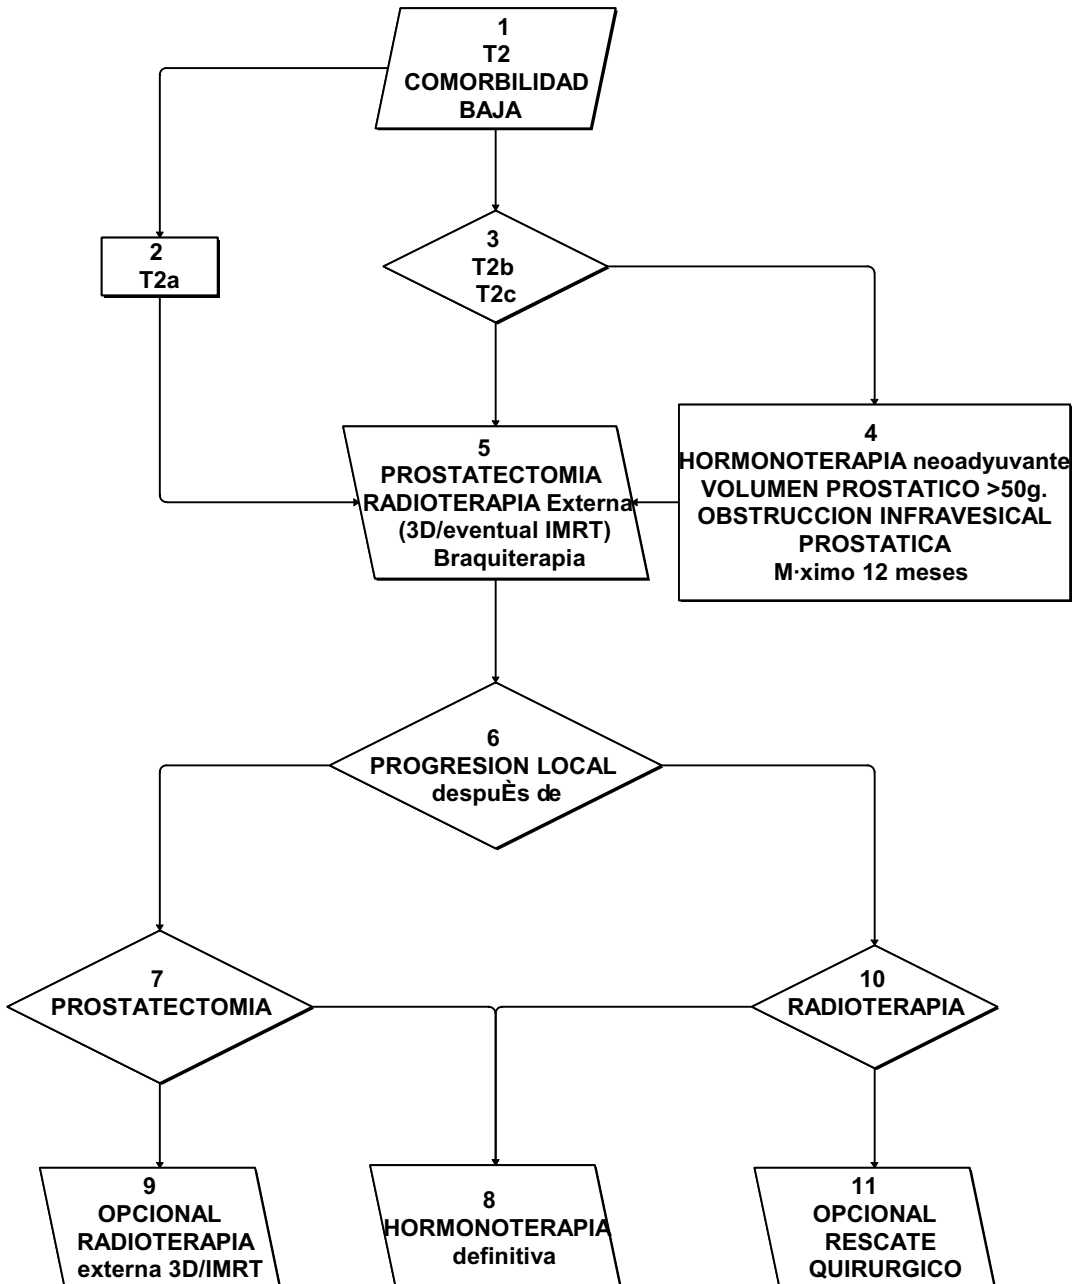 1
T2
COMORBILIDAD
BAJA
2
T2a
3
T2b
T2c
4
HORMONOTERAPIA neoadyuvante
VOLUMEN PROSTATICO >50g.
OBSTRUCCION INFRAVESICAL
PROSTATICA
M·ximo 12 meses
5
PROSTATECTOMIA
RADIOTERAPIA Externa
(3D/eventual IMRT)
Braquiterapia
6
PROGRESION LOCAL
despuÈs de
7
PROSTATECTOMIA
10
RADIOTERAPIA
9
OPCIONAL
RADIOTERAPIA
externa 3D/IMRT
8
HORMONOTERAPIA
definitiva
11
OPCIONAL
RESCATE
QUIRURGICO